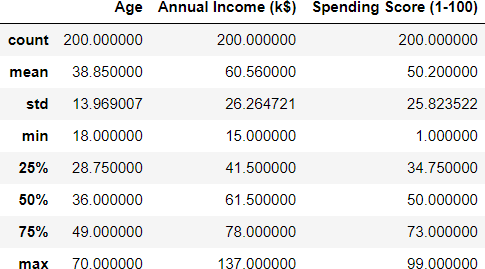 Age Annual Income (k$) Spending Score (1-100)
count 200.000000 200.000000 200.000000
mean 38.850000 60.560000 50.200000
std 13.969007 26.264721 25.823522
min 18.000000 15.000000 1.000000
25% 28.750000 41.500000 34.750000
50% 36.000000 61.500000 50.000000
75% 49.000000 78.000000 73.000000
max 70.000000 137.000000 99.000000